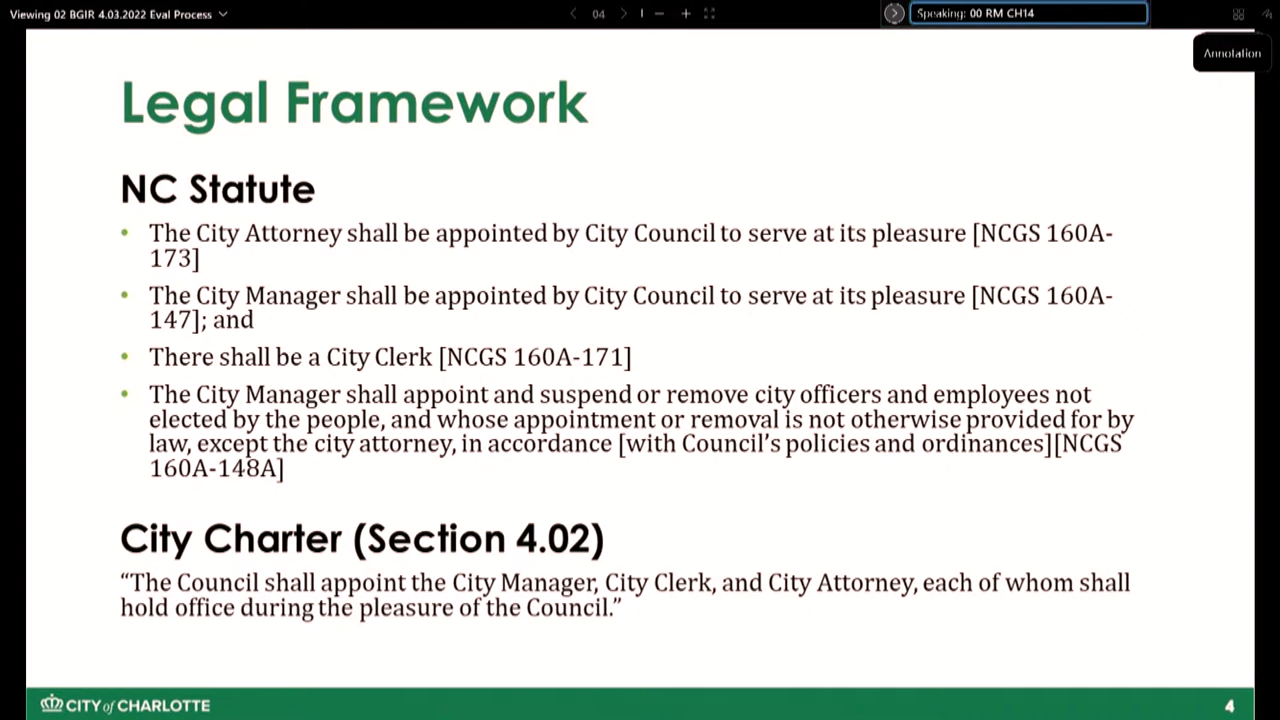 Viewing 02 BGIR 4.03.2022 Eval Process
04
Speaking: 00 RM CH14
Annotation
Legal Framework
NC Statute
• The City Attorney shall be appointed by City Council to serve at its pleasure [NCGS 160A-
173]
• The City Manager shall be appointed by City Council to serve at its pleasure [NCGS 160A-
147]; and
• There shall be a City Clerk [NCGS 160A-171]
• The City Manager shall appoint and suspend or remove city officers and employees not
elected by the people, and whose appointment or removal is not otherwise provided for by
law, except the city attorney, in accordance [with Council’s policies and ordinances][NCGS
160A-148A]
City Charter (Section 4.02)
“The Council shall appoint the City Manager, City Clerk, and City Attorney, each of whom shall
hold office during the pleasure of the Council.”
CITY of CHARLOTTE
4